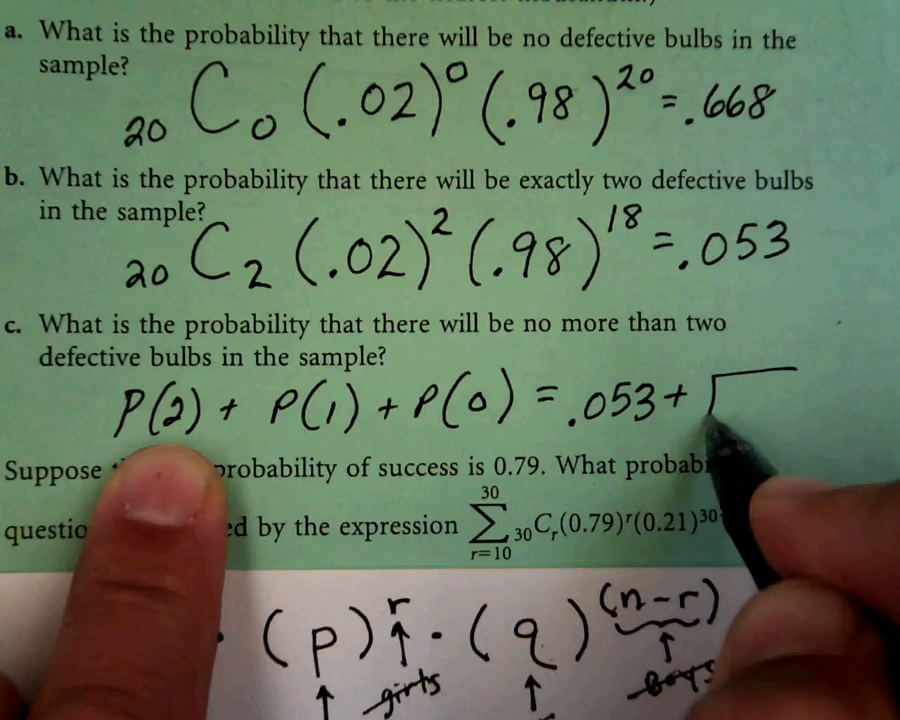 a. What is the probability that there will be no defective bulbs in the
sample?
₂₀C₀ (.02)⁰ (.98)²⁰ = .668
b. What is the probability that there will be exactly two defective bulbs
in the sample?
₂₀C₂ (.02)² (.98)¹⁸ = .053
c. What is the probability that there will be no more than two
defective bulbs in the sample?
P(2) + P(1) + P(0) = .053 +
Suppose probability of success is 0.79. What
by the expression ∑ r=10 30 ₃₀Cᵣ(0.79)ʳ(0.21)³⁰
· (p)ʳ · (q)⁽ⁿ⁻ʳ⁾
girls Boys